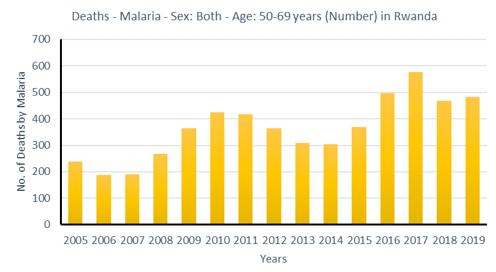 Deaths - Malaria - Sex: Both - Age: 50-69 years (Number) in Rwanda
700
600
500
400
300
200
100
0
No. of Deaths by Malaria
2005 2006 2007 2008 2009 2010 2011 2012 2013 2014 2015 2016 2017 2018 2019
Years